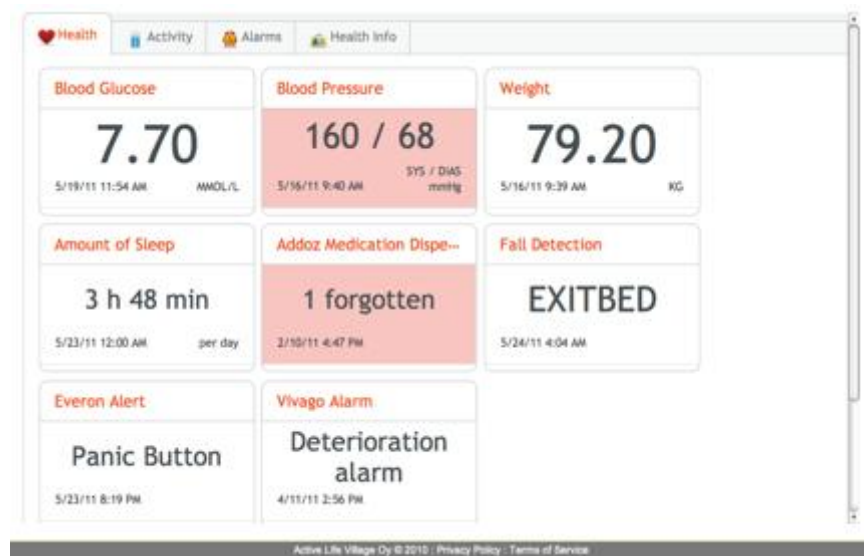 Health Activity Alarms Health Info
Blood Glucose
7.70
5/19/11 11:54 AM MMOL/L
Blood Pressure
160 / 68
SYS / DIAS
5/16/11 9:40 AM mmHg
Weight
79.20
5/16/11 9:39 AM KG
Amount of Sleep
3 h 48 min
5/23/11 12:00 AM per day
Addoz Medication Dispe...
1 forgotten
2/10/11 4:47 PM
Fall Detection
EXITBED
5/24/11 4:04 AM
Everon Alert
Panic Button
5/23/11 8:19 PM
Vivago Alarm
Deterioration
alarm
4/11/11 2:56 PM
Active Life Village Oy © 2010 | Privacy Policy | Terms of Service